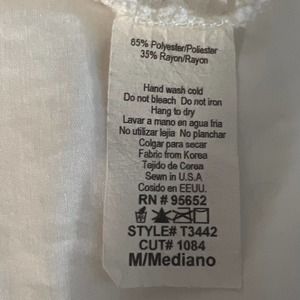 65% Polyester/Poliester
35% Rayon/Rayon
Hand wash cold
Do not bleach Do not iron
Hang to dry
Lavar a mano en agua fria
No utilizar lejia No planchar
Colgar para secar
Fabric from Korea
Tejido de Corea
Sewn in U.S.A
Cosido en EEUU.
RN # 95652
STYLE# T3442
CUT# 1084
M/Mediano